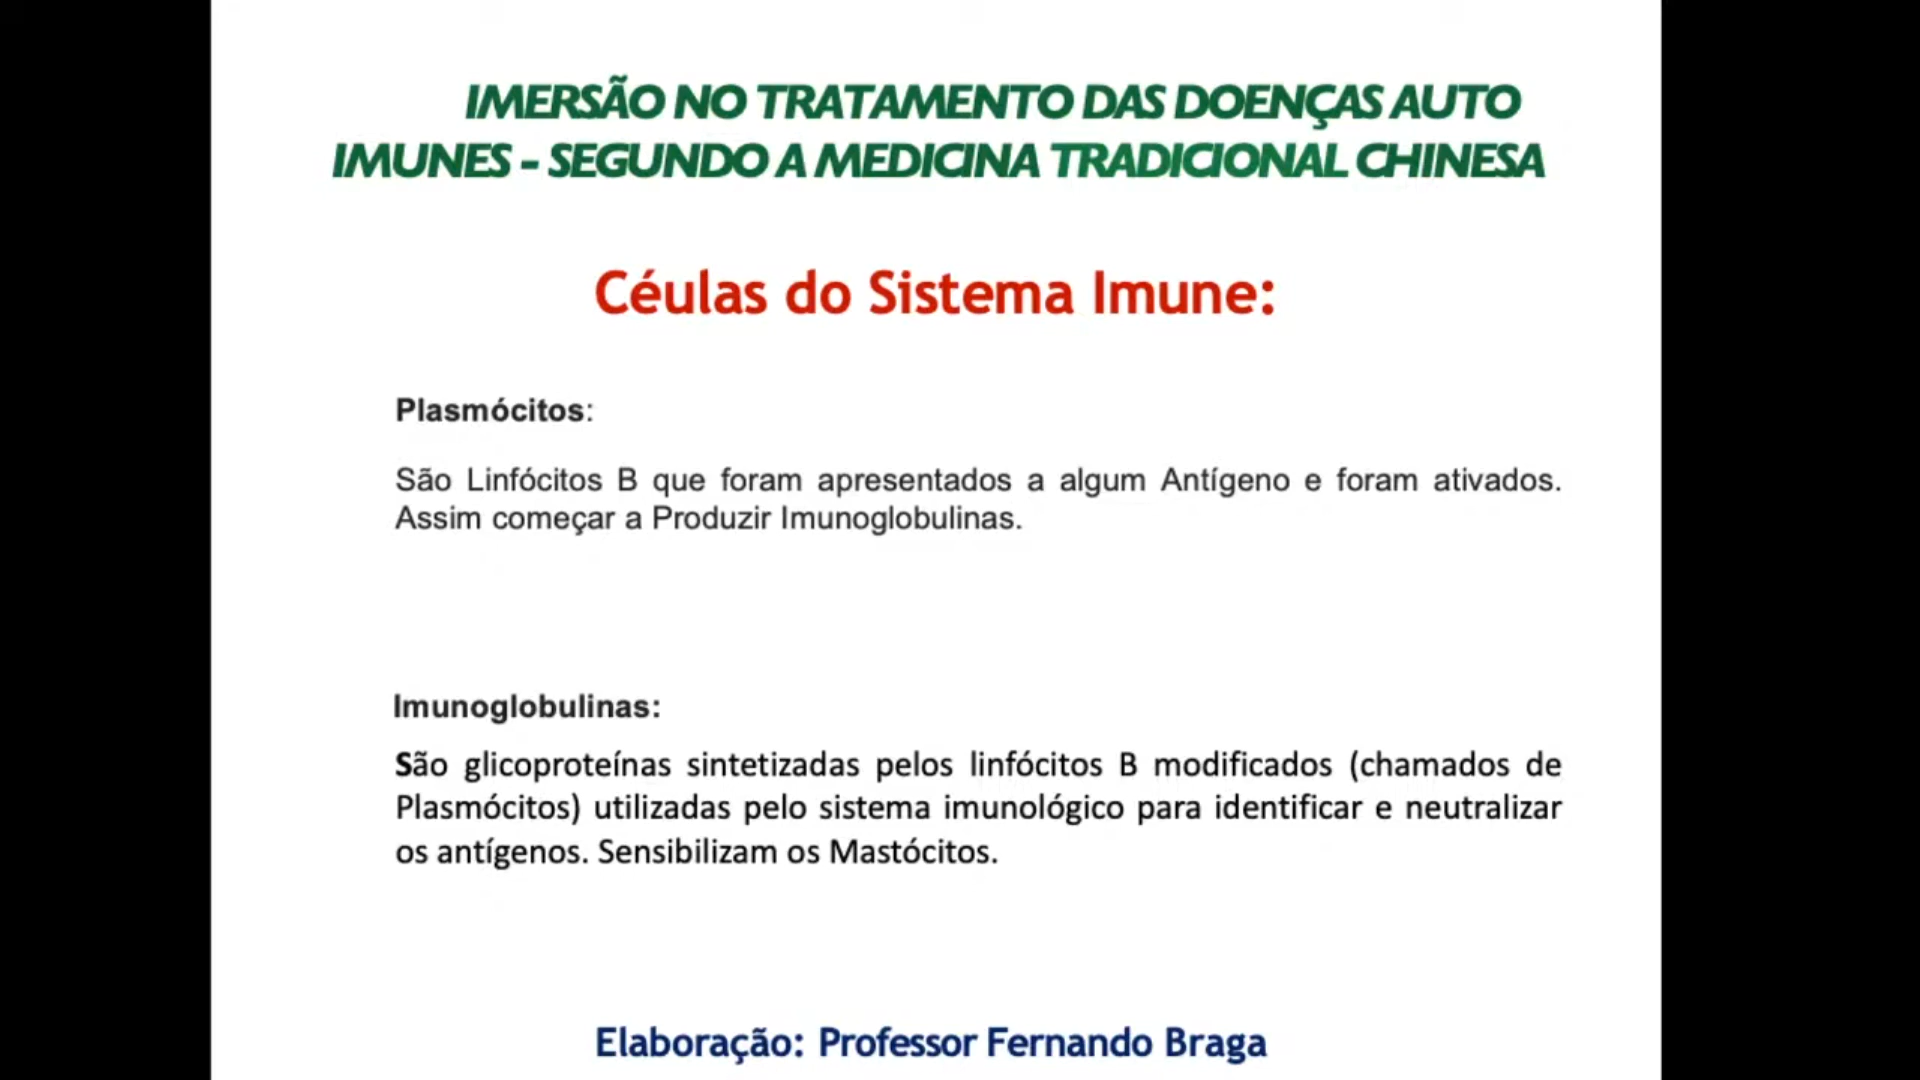 IMERSÃO NO TRATAMENTO DAS DOENÇAS AUTO
IMUNES - SEGUNDO A MEDICINA TRADICIONAL CHINESA
Céulas do Sistema Imune:
Plasmócitos:
São Linfócitos B que foram apresentados a algum Antígeno e foram ativados.
Assim começar a Produzir Imunoglobulinas.
Imunoglobulinas:
São glicoproteínas sintetizadas pelos linfócitos B modificados (chamados de
Plasmócitos) utilizadas pelo sistema imunológico para identificar e neutralizar
os antígenos. Sensibilizam os Mastócitos.
Elaboração: Professor Fernando Braga